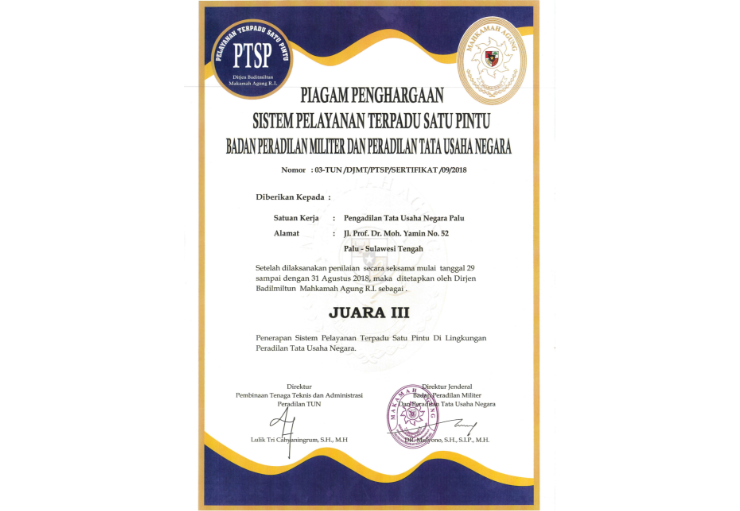 PELAYANAN TERPADU SATU PINTU
PTSP
Dirjen Badimiltun
Mahkamah Agung R.I.
MAHKAMAH AGUNG
PIAGAM PENGHARGAAN
SISTEM PELAYANAN TERPADU SATU PINTU
BADAN PERADILAN MILITER DAN PERADILAN TATA USAHA NEGARA
Nomor : 03-TUN /DJMT/PTSP/SERTIFIKAT /09/2018
Diberikan Kepada :
Satuan Kerja : Pengadilan Tata Usaha Negara Palu
Alamat : Jl. Prof. Dr. Moh. Yamin No. 52
Palu - Sulawesi Tengah
Setelah dilaksanakan penilaian secara seksama mulai tanggal 29
sampai dengan 31 Agustus 2018, maka ditetapkan oleh Dirjen
Badilmiltun Mahkamah Agung R.I. sebagai .
JUARA III
Penerapan Sistem Pelayanan Terpadu Satu Pintu Di Lingkungan
Peradilan Tata Usaha Negara.
Direktur
Pembinaan Tenaga Teknis dan Administrasi
Peradilan TUN
Lulik Tri Cahyaningrum, S.H., M.H
Direktur Jenderal
Badan Peradilan Militer
Dan Peradilan Tata Usaha Negara
MAHKAMAH AGUNG
DR. Mulyono, S.H., S.I.P., M.H.